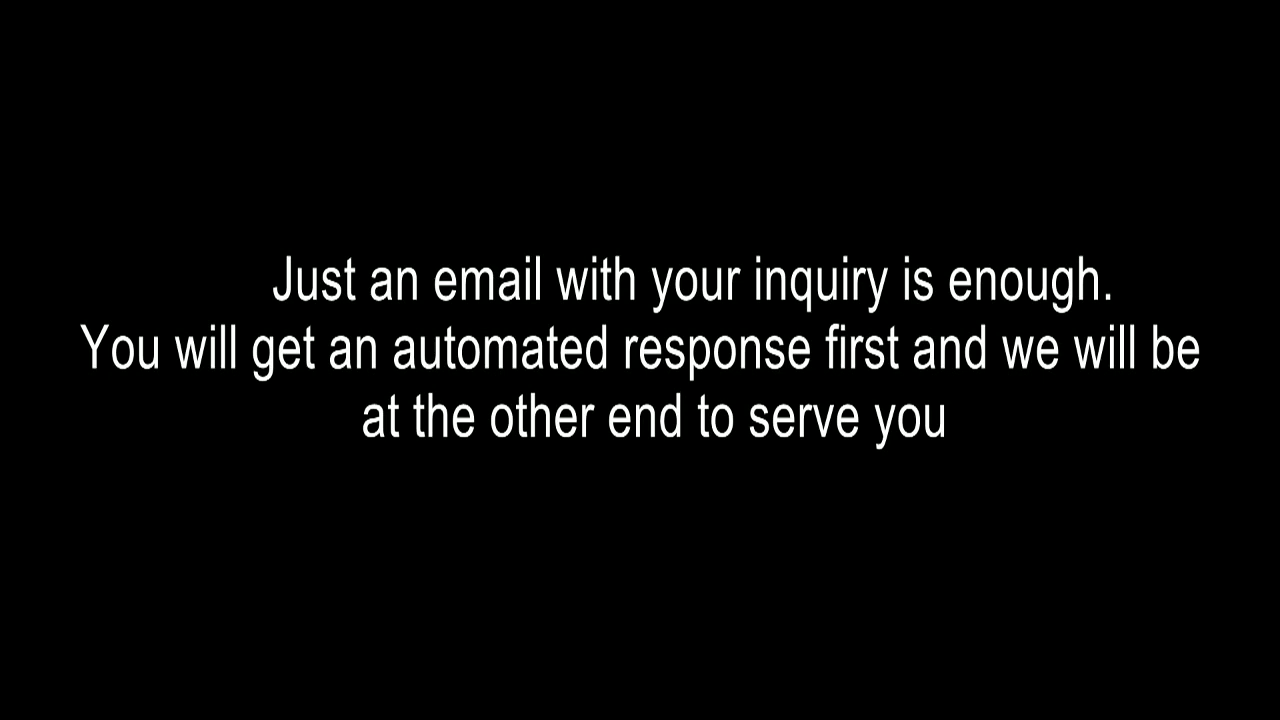 Just an email with your inquiry is enough.
You will get an automated response first and we will be
at the other end to serve you